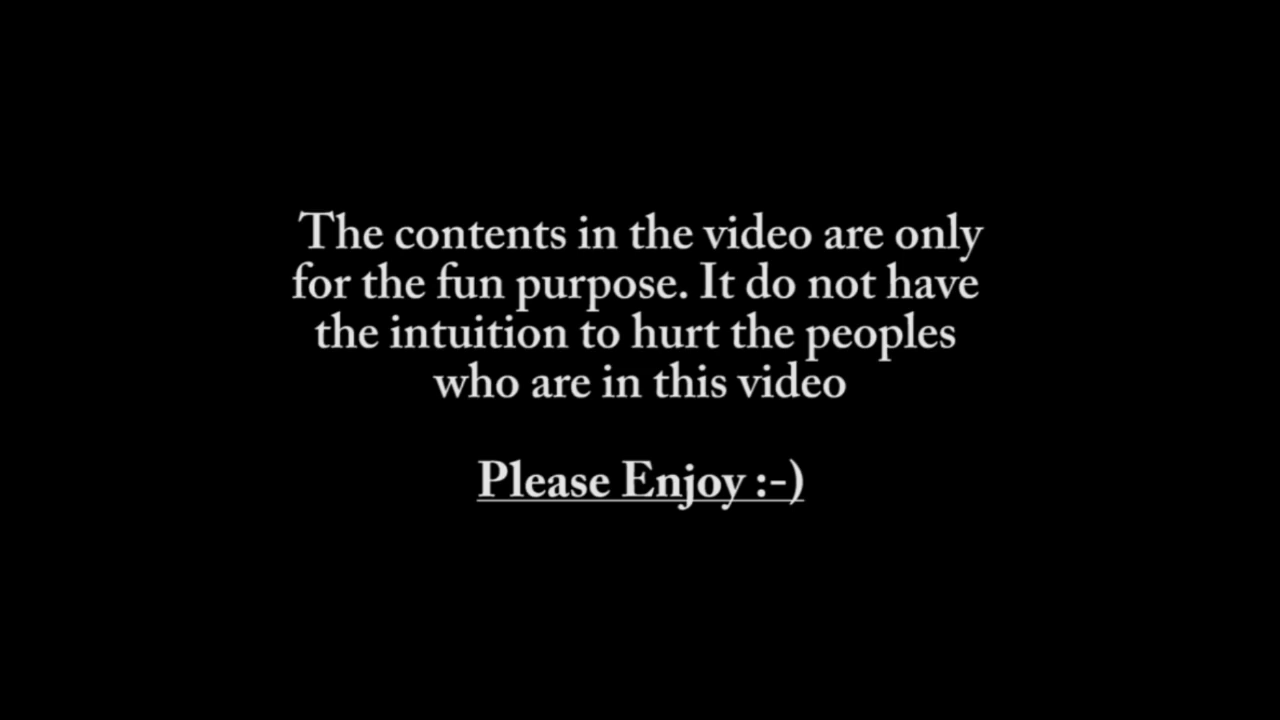 The contents in the video are only
for the fun purpose. It do not have
the intuition to hurt the peoples
who are in this video
Please Enjoy :-)